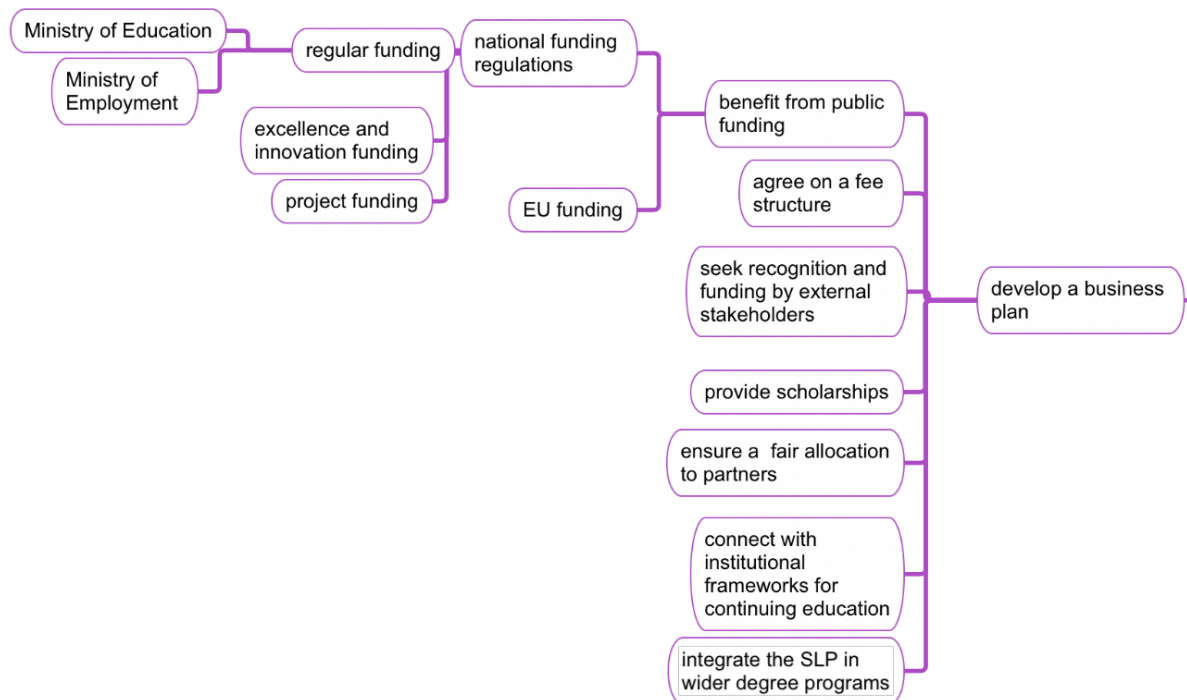 Ministry of Education
Ministry of
Employment
regular funding
excellence and
innovation funding
project funding
national funding
regulations
EU funding
benefit from public
funding
agree on a fee
structure
seek recognition and
funding by external
stakeholders
provide scholarships
ensure a  fair allocation
to partners
connect with
institutional
frameworks for
continuing education
integrate the SLP in
wider degree programs
develop a business
plan